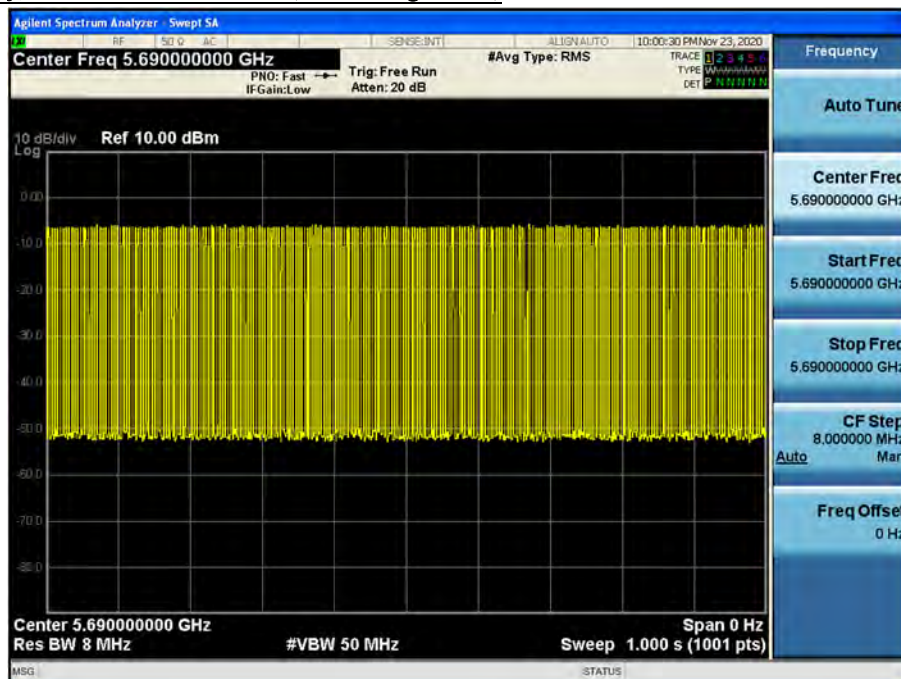 Agilent Spectrum Analyzer - Swept SA
LXI RF 50 Ω AC SENSE:INT ALIGN AUTO 10:00:30 PM Nov 23, 2020
Center Freq 5.690000000 GHz
#Avg Type: RMS
TRACE 1 2 3 4 5 6
PNO: Fast
Trig: Free Run
TYPE
IFGain:Low
Atten: 20 dB
DET P N N N N N
10 dB/div Ref 10.00 dBm
Log
0.00
-10.0
-20.0
-30.0
-40.0
-50.0
-60.0
-70.0
-80.0
Center 5.690000000 GHz
Span 0 Hz
Res BW 8 MHz
#VBW 50 MHz
Sweep 1.000 s (1001 pts)
MSG
STATUS
Frequency
Auto Tune
Center Freq
5.690000000 GHz
Start Freq
5.690000000 GHz
Stop Freq
5.690000000 GHz
CF Step
8.000000 MHz
Auto Man
Freq Offset
0 Hz